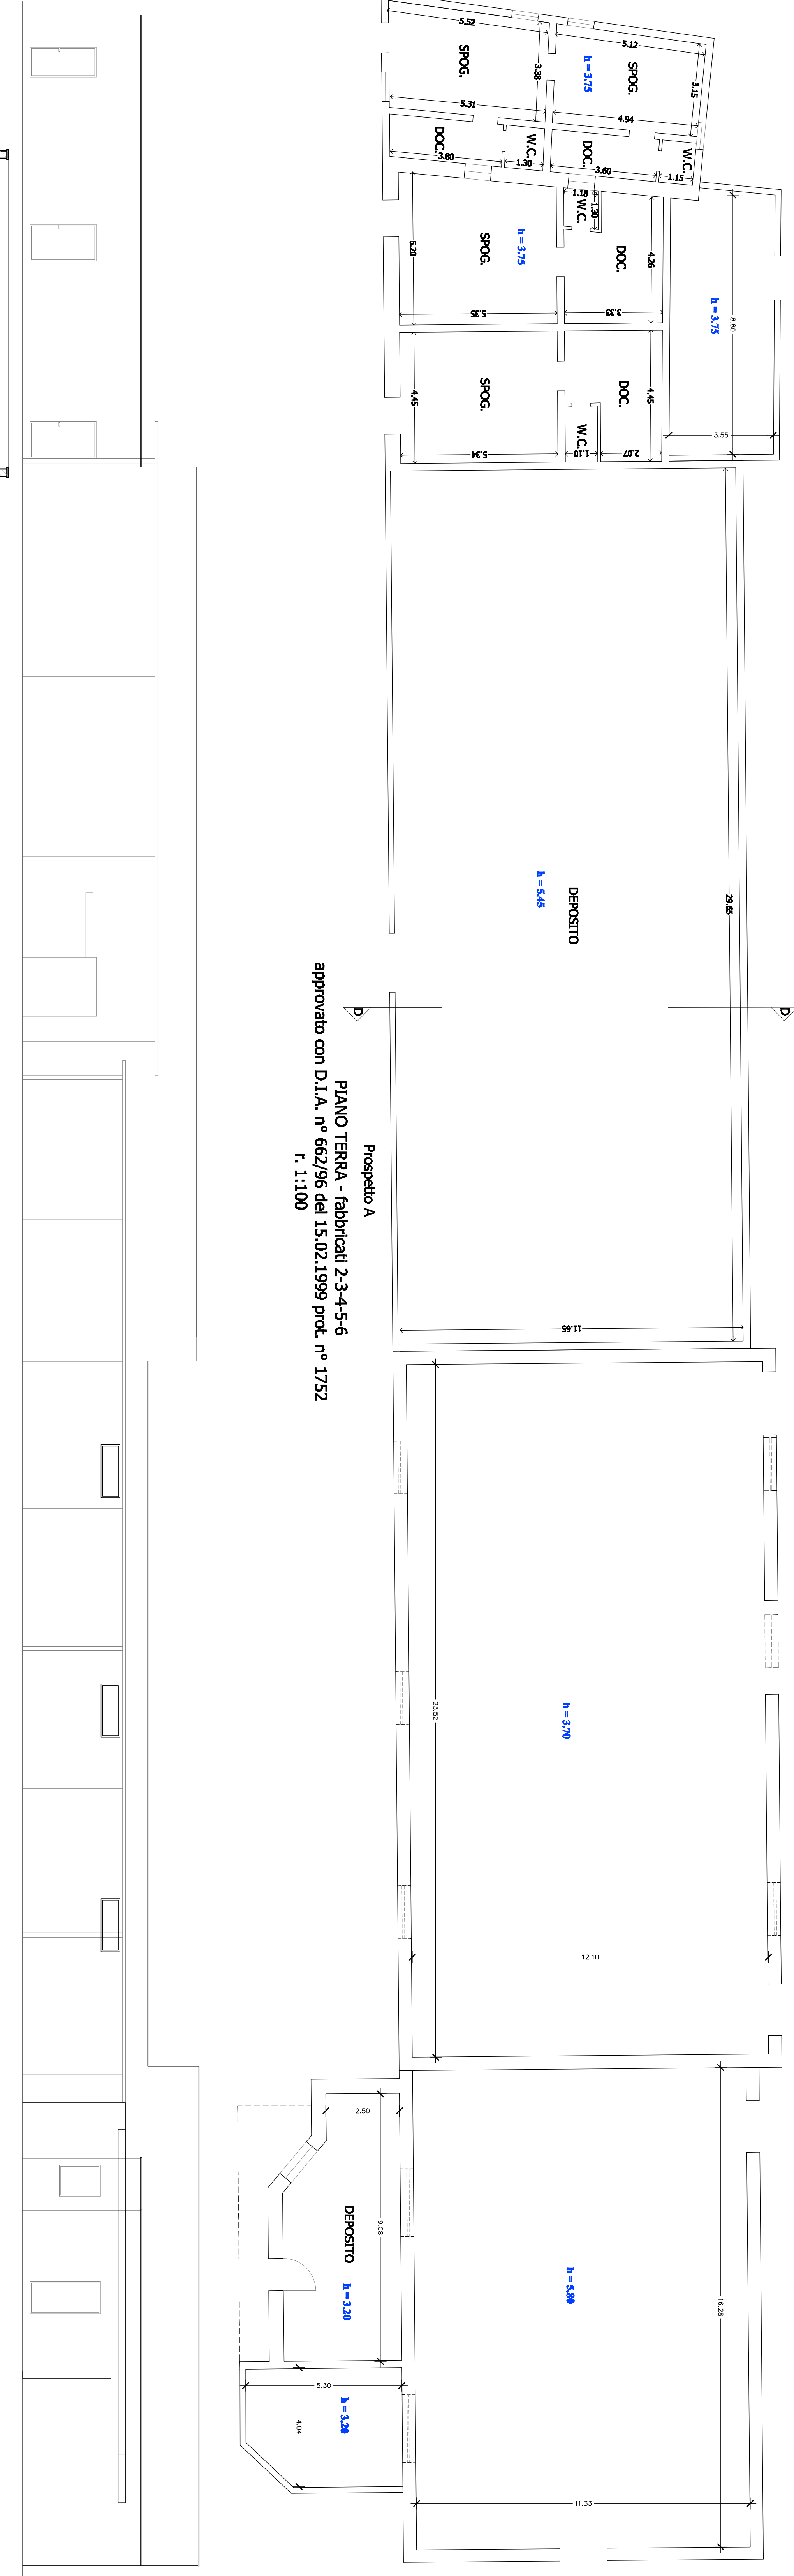 5.52
5.12
SPOG.
h = 3.75
SPOG.
3.38
3.15
5.31
4.94
DOC.
W.C.
DOC.
W.C.
3.80
1.30
3.60
1.15
1.18
1.30
W.C.
5.20
SPOG.
h = 3.75
DOC.
4.26
h = 3.75
8.80
5.35
3.33
4.45
SPOG.
DOC.
4.45
W.C.
3.55
5.34
1.10
2.07
29.65
h = 5.45
DEPOSITO
D
D
Prospetto A
PIANO TERRA - fabbricati 2-3-4-5-6
approvato con D.I.A. n° 662/96 del 15.02.1999 prot. n° 1752
r. 1:100
11.65
23.52
h = 3.70
12.10
2.50
9.08
DEPOSITO
h = 3.20
h = 5.80
16.28
5.30
h = 3.20
4.04
11.33